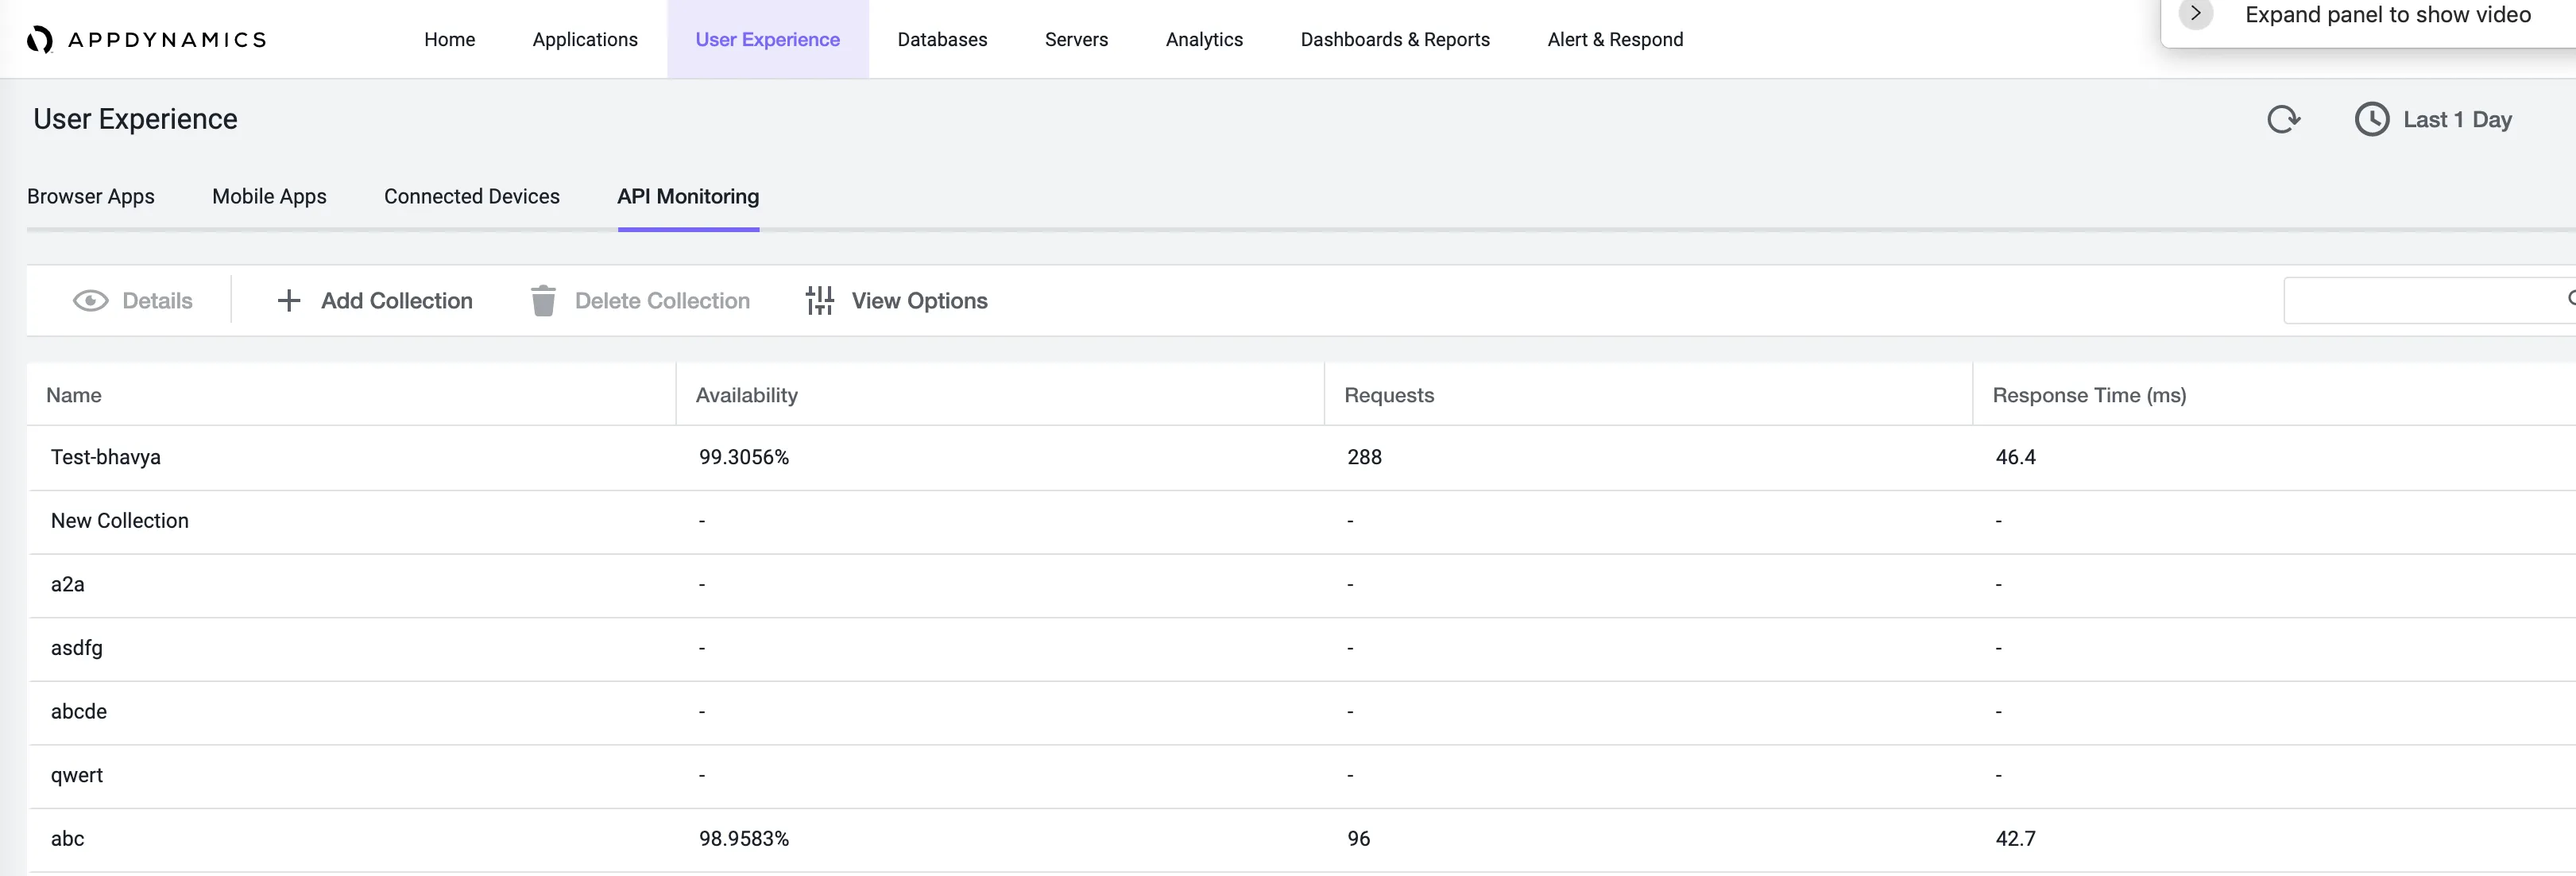 Expand panel to show video
APPDYNAMICS Home Applications User Experience Databases Servers Analytics Dashboards & Reports Alert & Respond
User Experience Last 1 Day
Browser Apps Mobile Apps Connected Devices API Monitoring
Details Add Collection Delete Collection View Options
Name Availability Requests Response Time (ms)
Test-bhavya 99.3056% 288 46.4
New Collection - - -
a2a - - -
asdfg - - -
abcde - - -
qwert - - -
abc 98.9583% 96 42.7